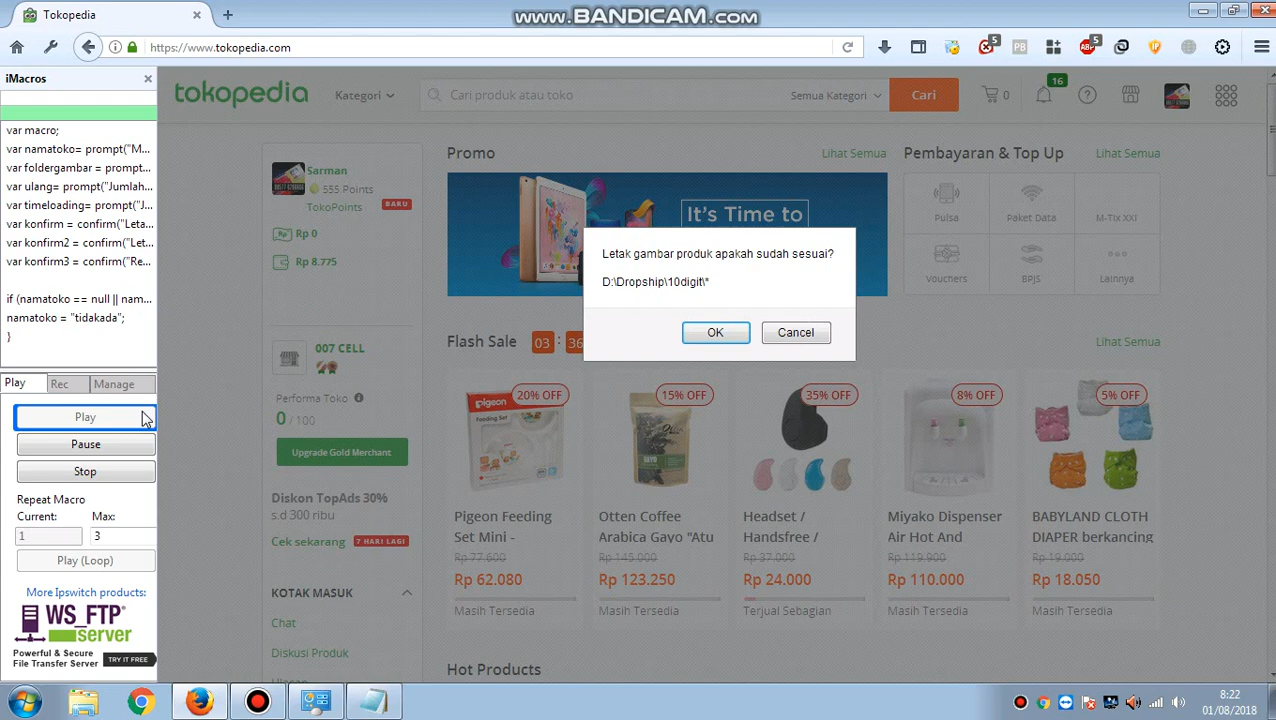 Tokopedia
www.BANDICAM.com
https://www.tokopedia.com
5
PB
5
IP
iMacros
var macro;
var namatoko= prompt("M...
var foldergambar = prompt...
var ulang= prompt("Jumlah...
var timeloading= prompt("J...
var konfirm = confirm("Leta...
var konfirm2 = confirm("Let...
var konfirm3 = confirm("Re...
if (namatoko == null || nam...
namatoko = "tidakada";
}
Play
Rec
Manage
Play
Pause
Stop
Repeat Macro
Current:
Max:
1
3
Play (Loop)
More Ipswitch products:
WS_FTP
server
Powerful & Secure
File Transfer Server
TRY IT FREE
tokopedia
Kategori
Cari produk atau toko
Semua Kategori
Cari
0
16
Sarman
555 Points
TokoPoints
BARU
Rp 0
Rp 8.775
007 CELL
Performa Toko
0 / 100
Upgrade Gold Merchant
Diskon TopAds 30%
s.d 300 ribu
Cek sekarang
7 HARI LAGI
KOTAK MASUK
Chat
Diskusi Produk
Promo
Lihat Semua
It's Time to
Pembayaran & Top Up
Lihat Semua
Pulsa
Paket Data
M-Tix XXI
Vouchers
BPJS
Lainnya
Letak gambar produk apakah sudah sesuai?
D:\Dropship\10digit\*
OK
Cancel
Flash Sale
03 : 36
Lihat Semua
20% OFF
15% OFF
35% OFF
8% OFF
5% OFF
pigeon
Feeding Set
Pigeon Feeding
Set Mini -
Rp 77.600
Rp 62.080
Masih Tersedia
Otten Coffee
Arabica Gayo "Atu
Rp 145.000
Rp 123.250
Masih Tersedia
Headset /
Handsfree /
Rp 37.000
Rp 24.000
Terjual Sebagian
Miyako Dispenser
Air Hot And
Rp 119.900
Rp 110.000
Masih Tersedia
BABYLAND CLOTH
DIAPER berkancing
Rp 19.000
Rp 18.050
Masih Tersedia
Hot Products
8:22
01/08/2018